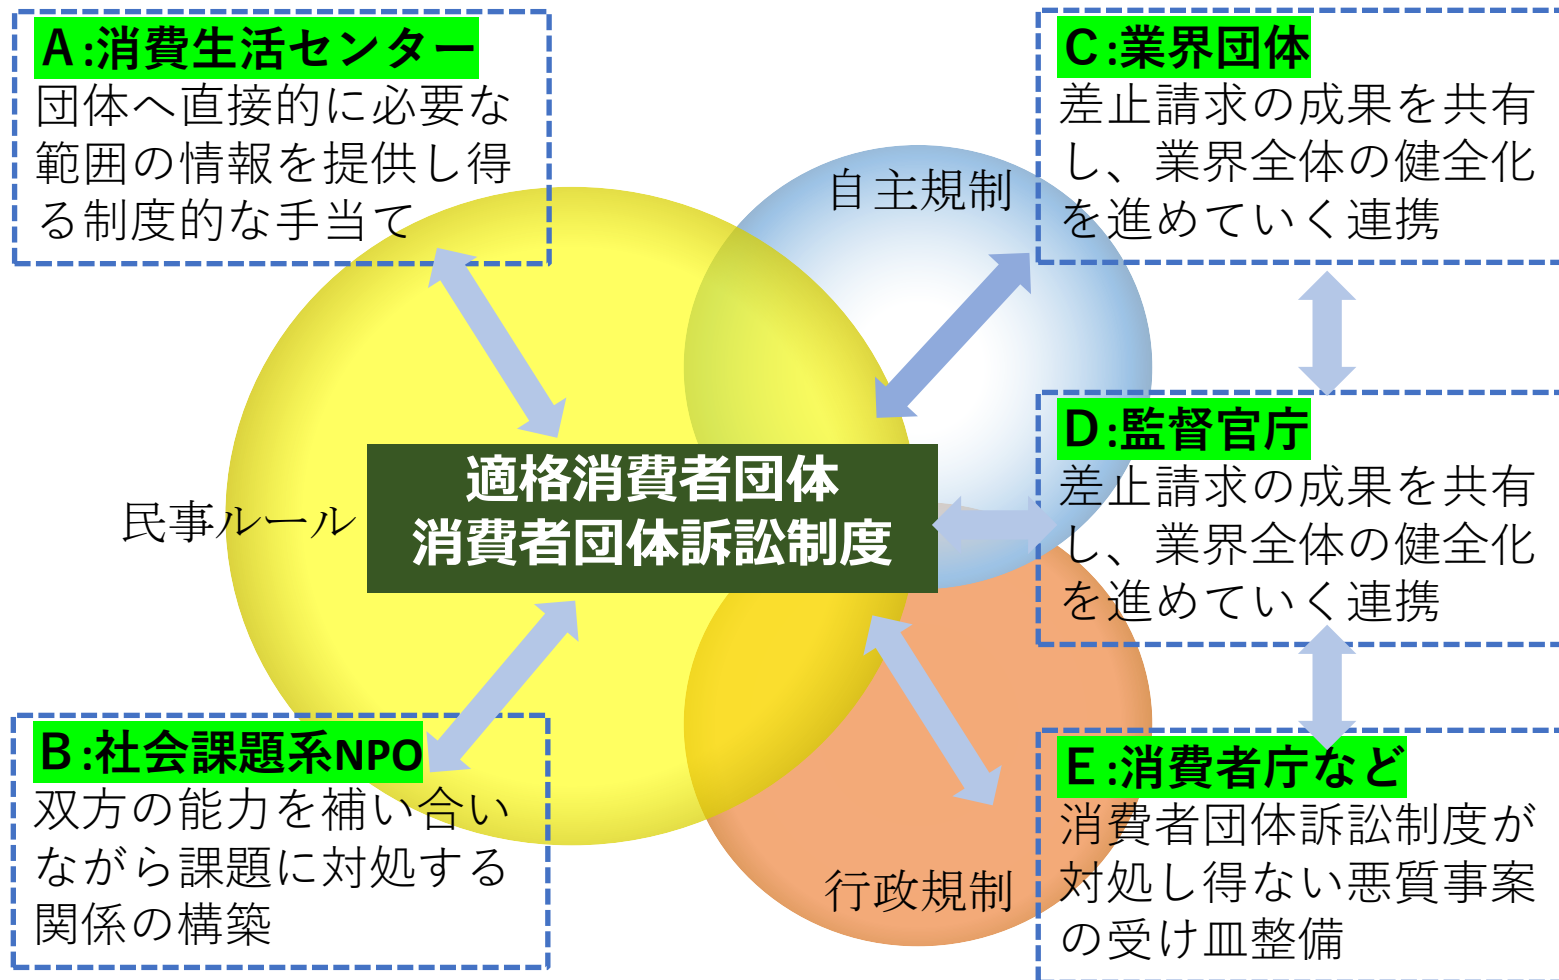 A:消費生活センター
団体へ直接的に必要な
範囲の情報を提供し得
る制度的な手当て
C:業界団体
差止請求の成果を共有
し、業界全体の健全化
を進めていく連携
自主規制
D:監督官庁
差止請求の成果を共有
し、業界全体の健全化
を進めていく連携
適格消費者団体
消費者団体訴訟制度
民事ルール
B:社会課題系NPO
双方の能力を補い合い
ながら課題に対処する
関係の構築
行政規制
E:消費者庁など
消費者団体訴訟制度が
対処し得ない悪質事案
の受け皿整備